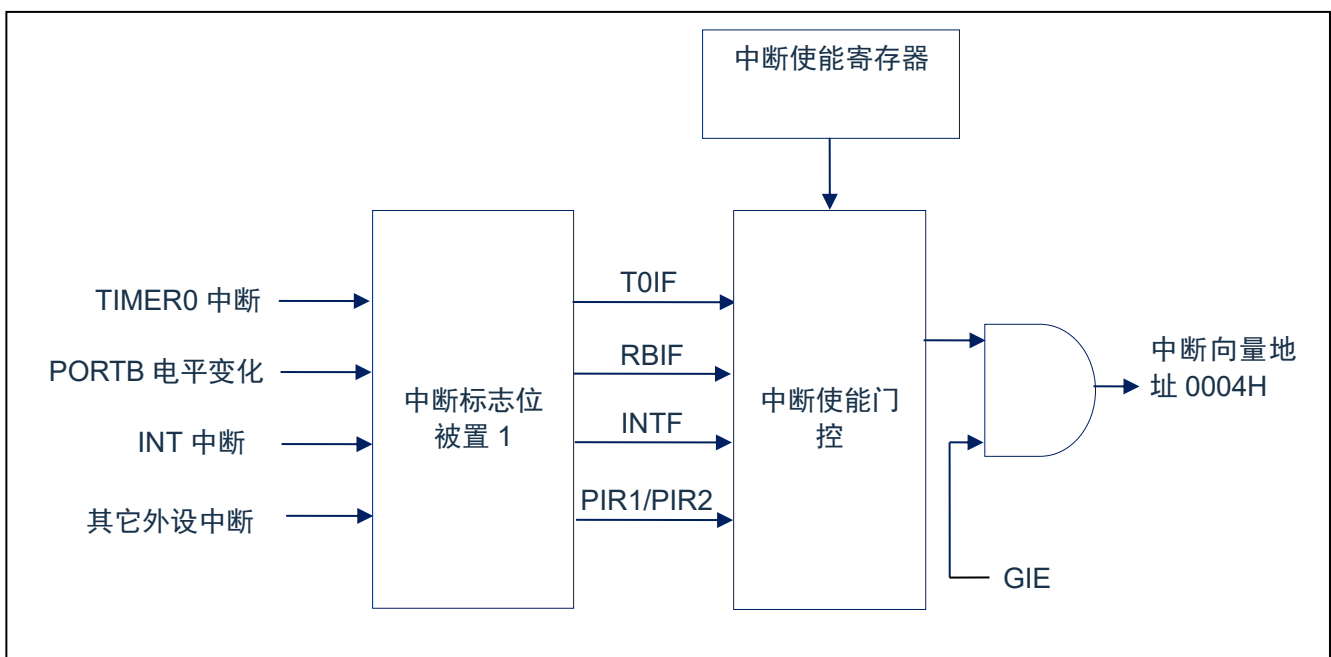 中断使能寄存器
TIMER0 中断
PORTB 电平变化
INT 中断
其它外设中断
中断标志位
被置 1
T0IF
RBIF
INTF
PIR1/PIR2
中断使能门
控
中断向量地
址 0004H
GIE